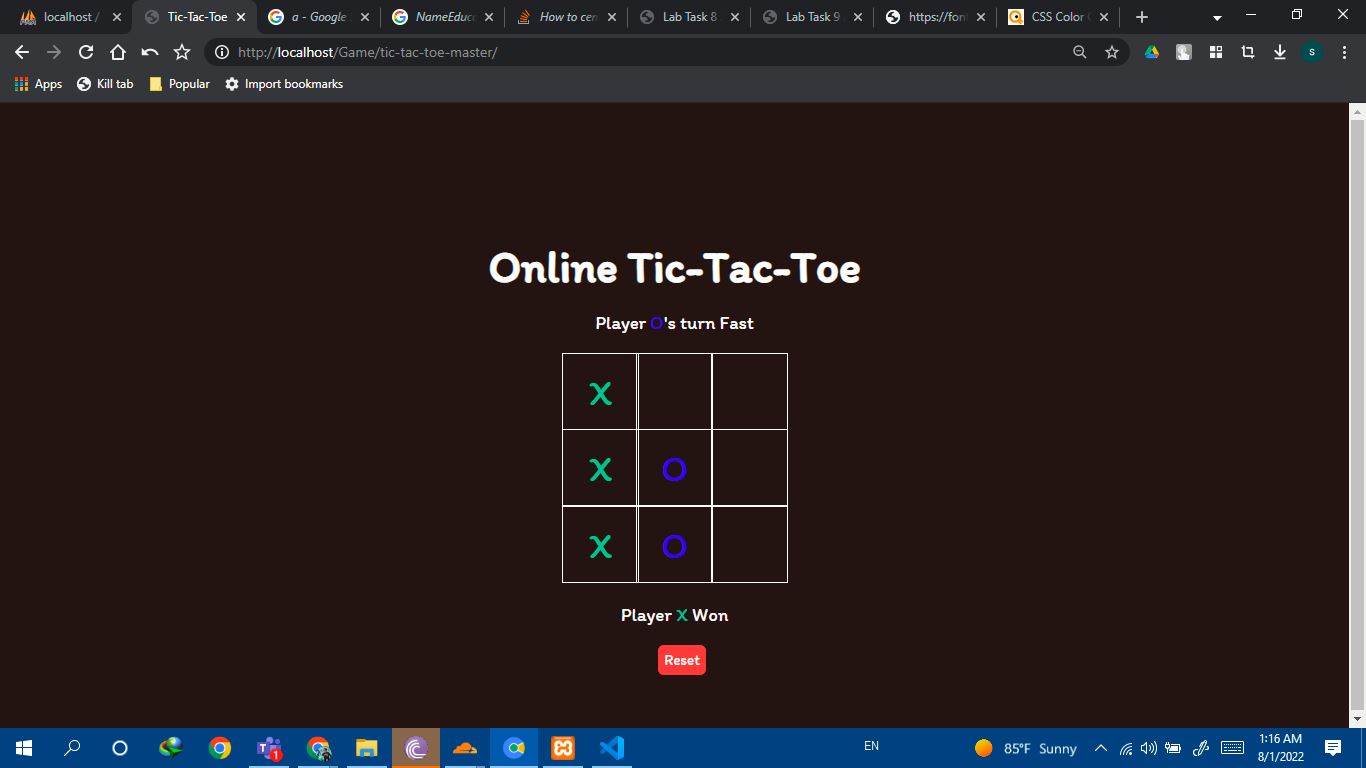 localhost /
Tic-Tac-Toe
a - Google
NameEduc
How to cen
Lab Task 8
Lab Task 9
https://fon
CSS Color
http://localhost/Game/tic-tac-toe-master/
s
Apps
Kill tab
Popular
Import bookmarks
Online Tic-Tac-Toe
Player O's turn Fast
X
X O
X O
Player X Won
Reset
1
EN
85°F Sunny
1:16 AM
8/1/2022